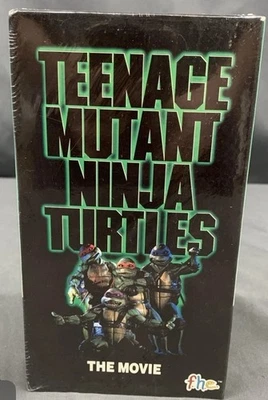 TEENAGE
MUTANT
NINJA
TURTLES
THE MOVIE
fhe